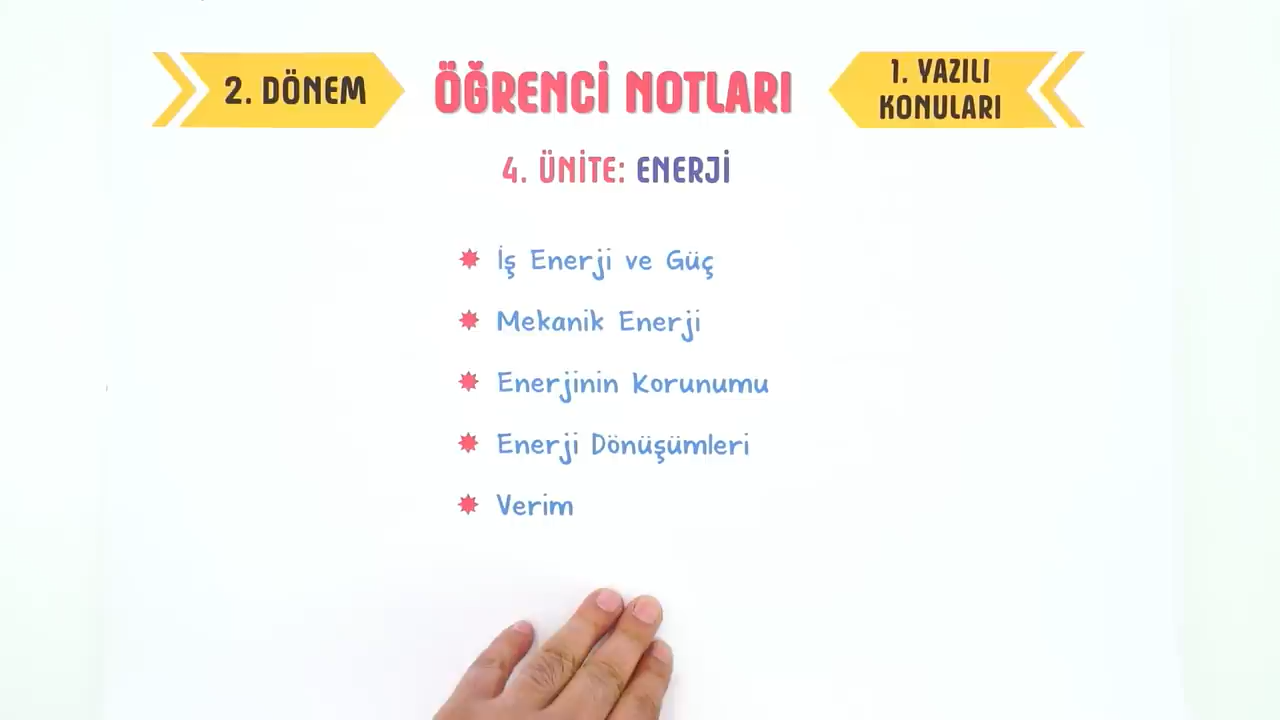 2. DÖNEM
ÖĞRENCİ NOTLARI
1. YAZILI
KONULARI
4. ÜNİTE: ENERJİ
İş Enerji ve Güç
Mekanik Enerji
Enerjinin Korunumu
Enerji Dönüşümleri
Verim